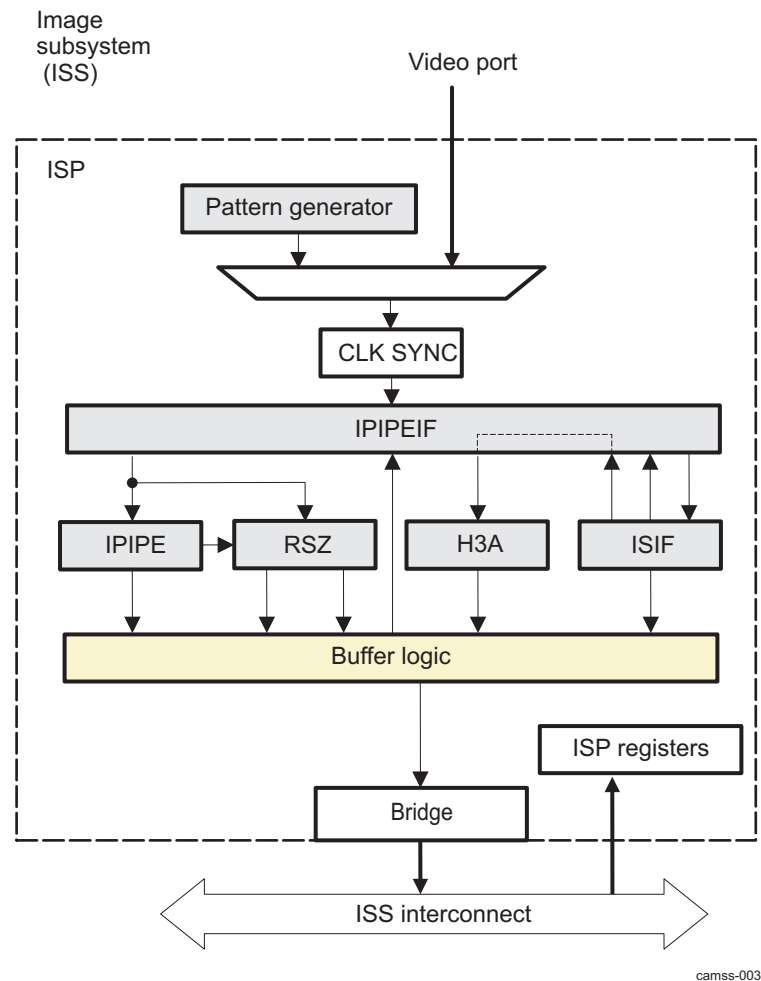 Image
subsystem
(ISS)
Video port
ISP
Pattern generator
CLK SYNC
IPIPEIF
IPIPE
RSZ
H3A
ISIF
Buffer logic
ISP registers
Bridge
ISS interconnect
camss-003